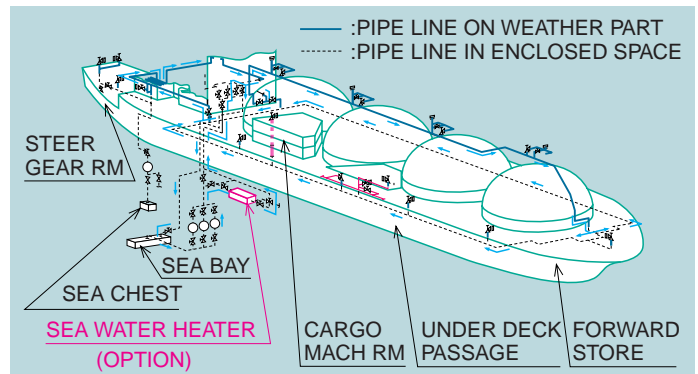 :PIPE LINE ON WEATHER PART
:PIPE LINE IN ENCLOSED SPACE
STEER
GEAR RM
SEA BAY
SEA CHEST
SEA WATER HEATER
(OPTION)
CARGO
MACH RM
UNDER DECK
PASSAGE
FORWARD
STORE